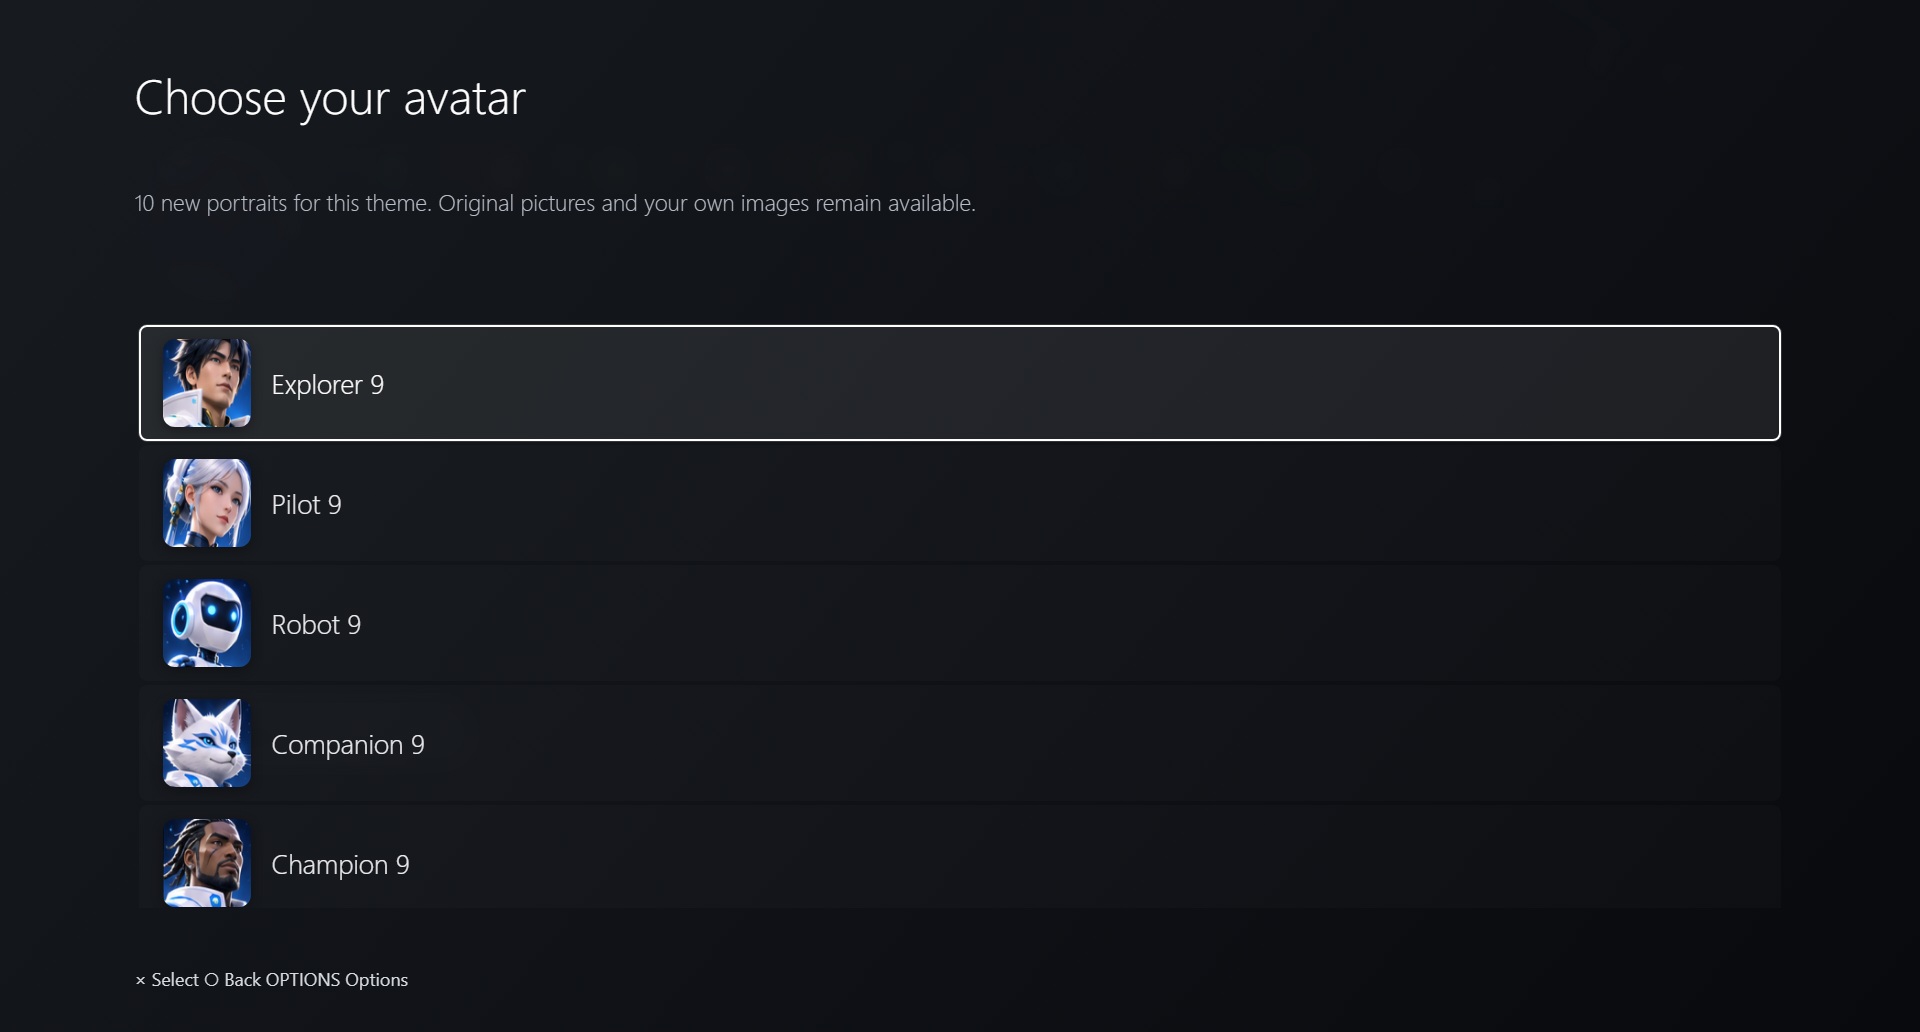 Choose your avatar
10 new portraits for this theme. Original pictures and your own images remain available.
Explorer 9
Pilot 9
Robot 9
Companion 9
Champion 9
× Select ○ Back OPTIONS Options